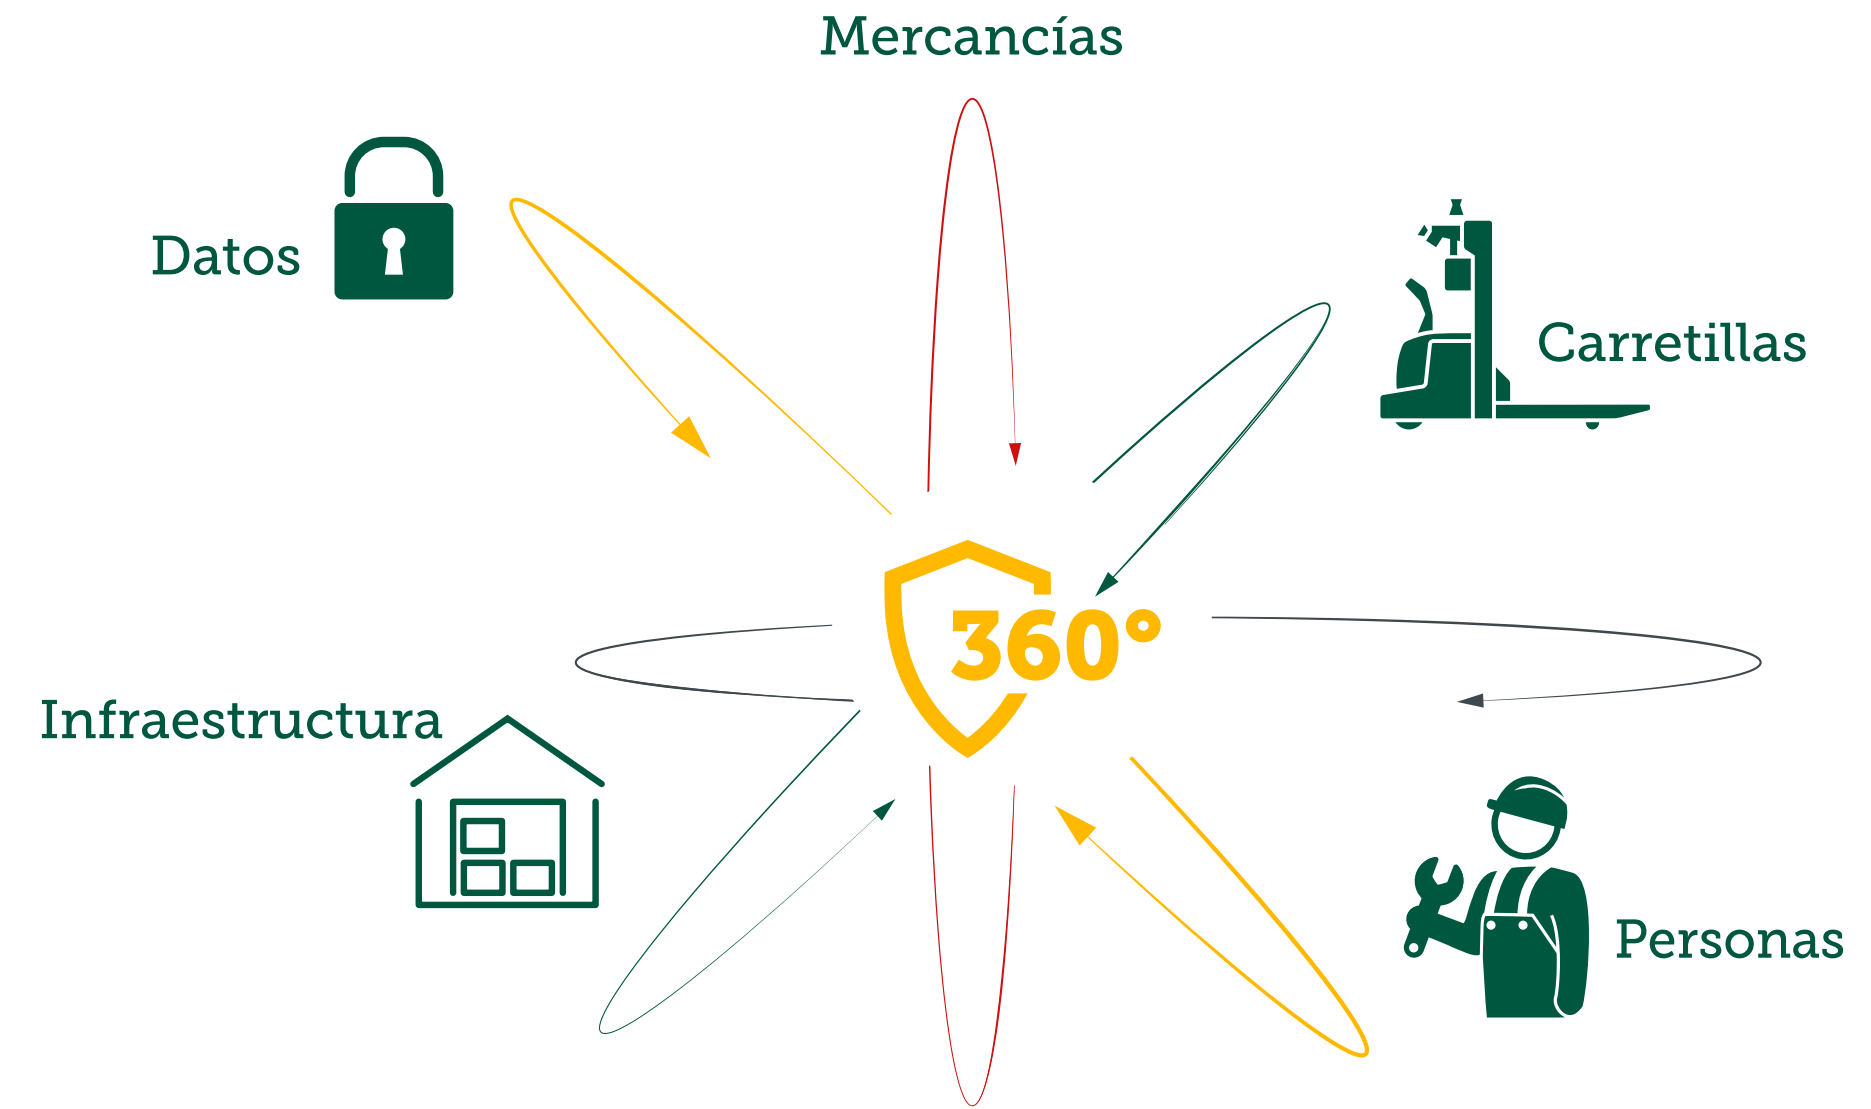 Mercancías
Datos
Carretillas
360°
Infraestructura
Personas